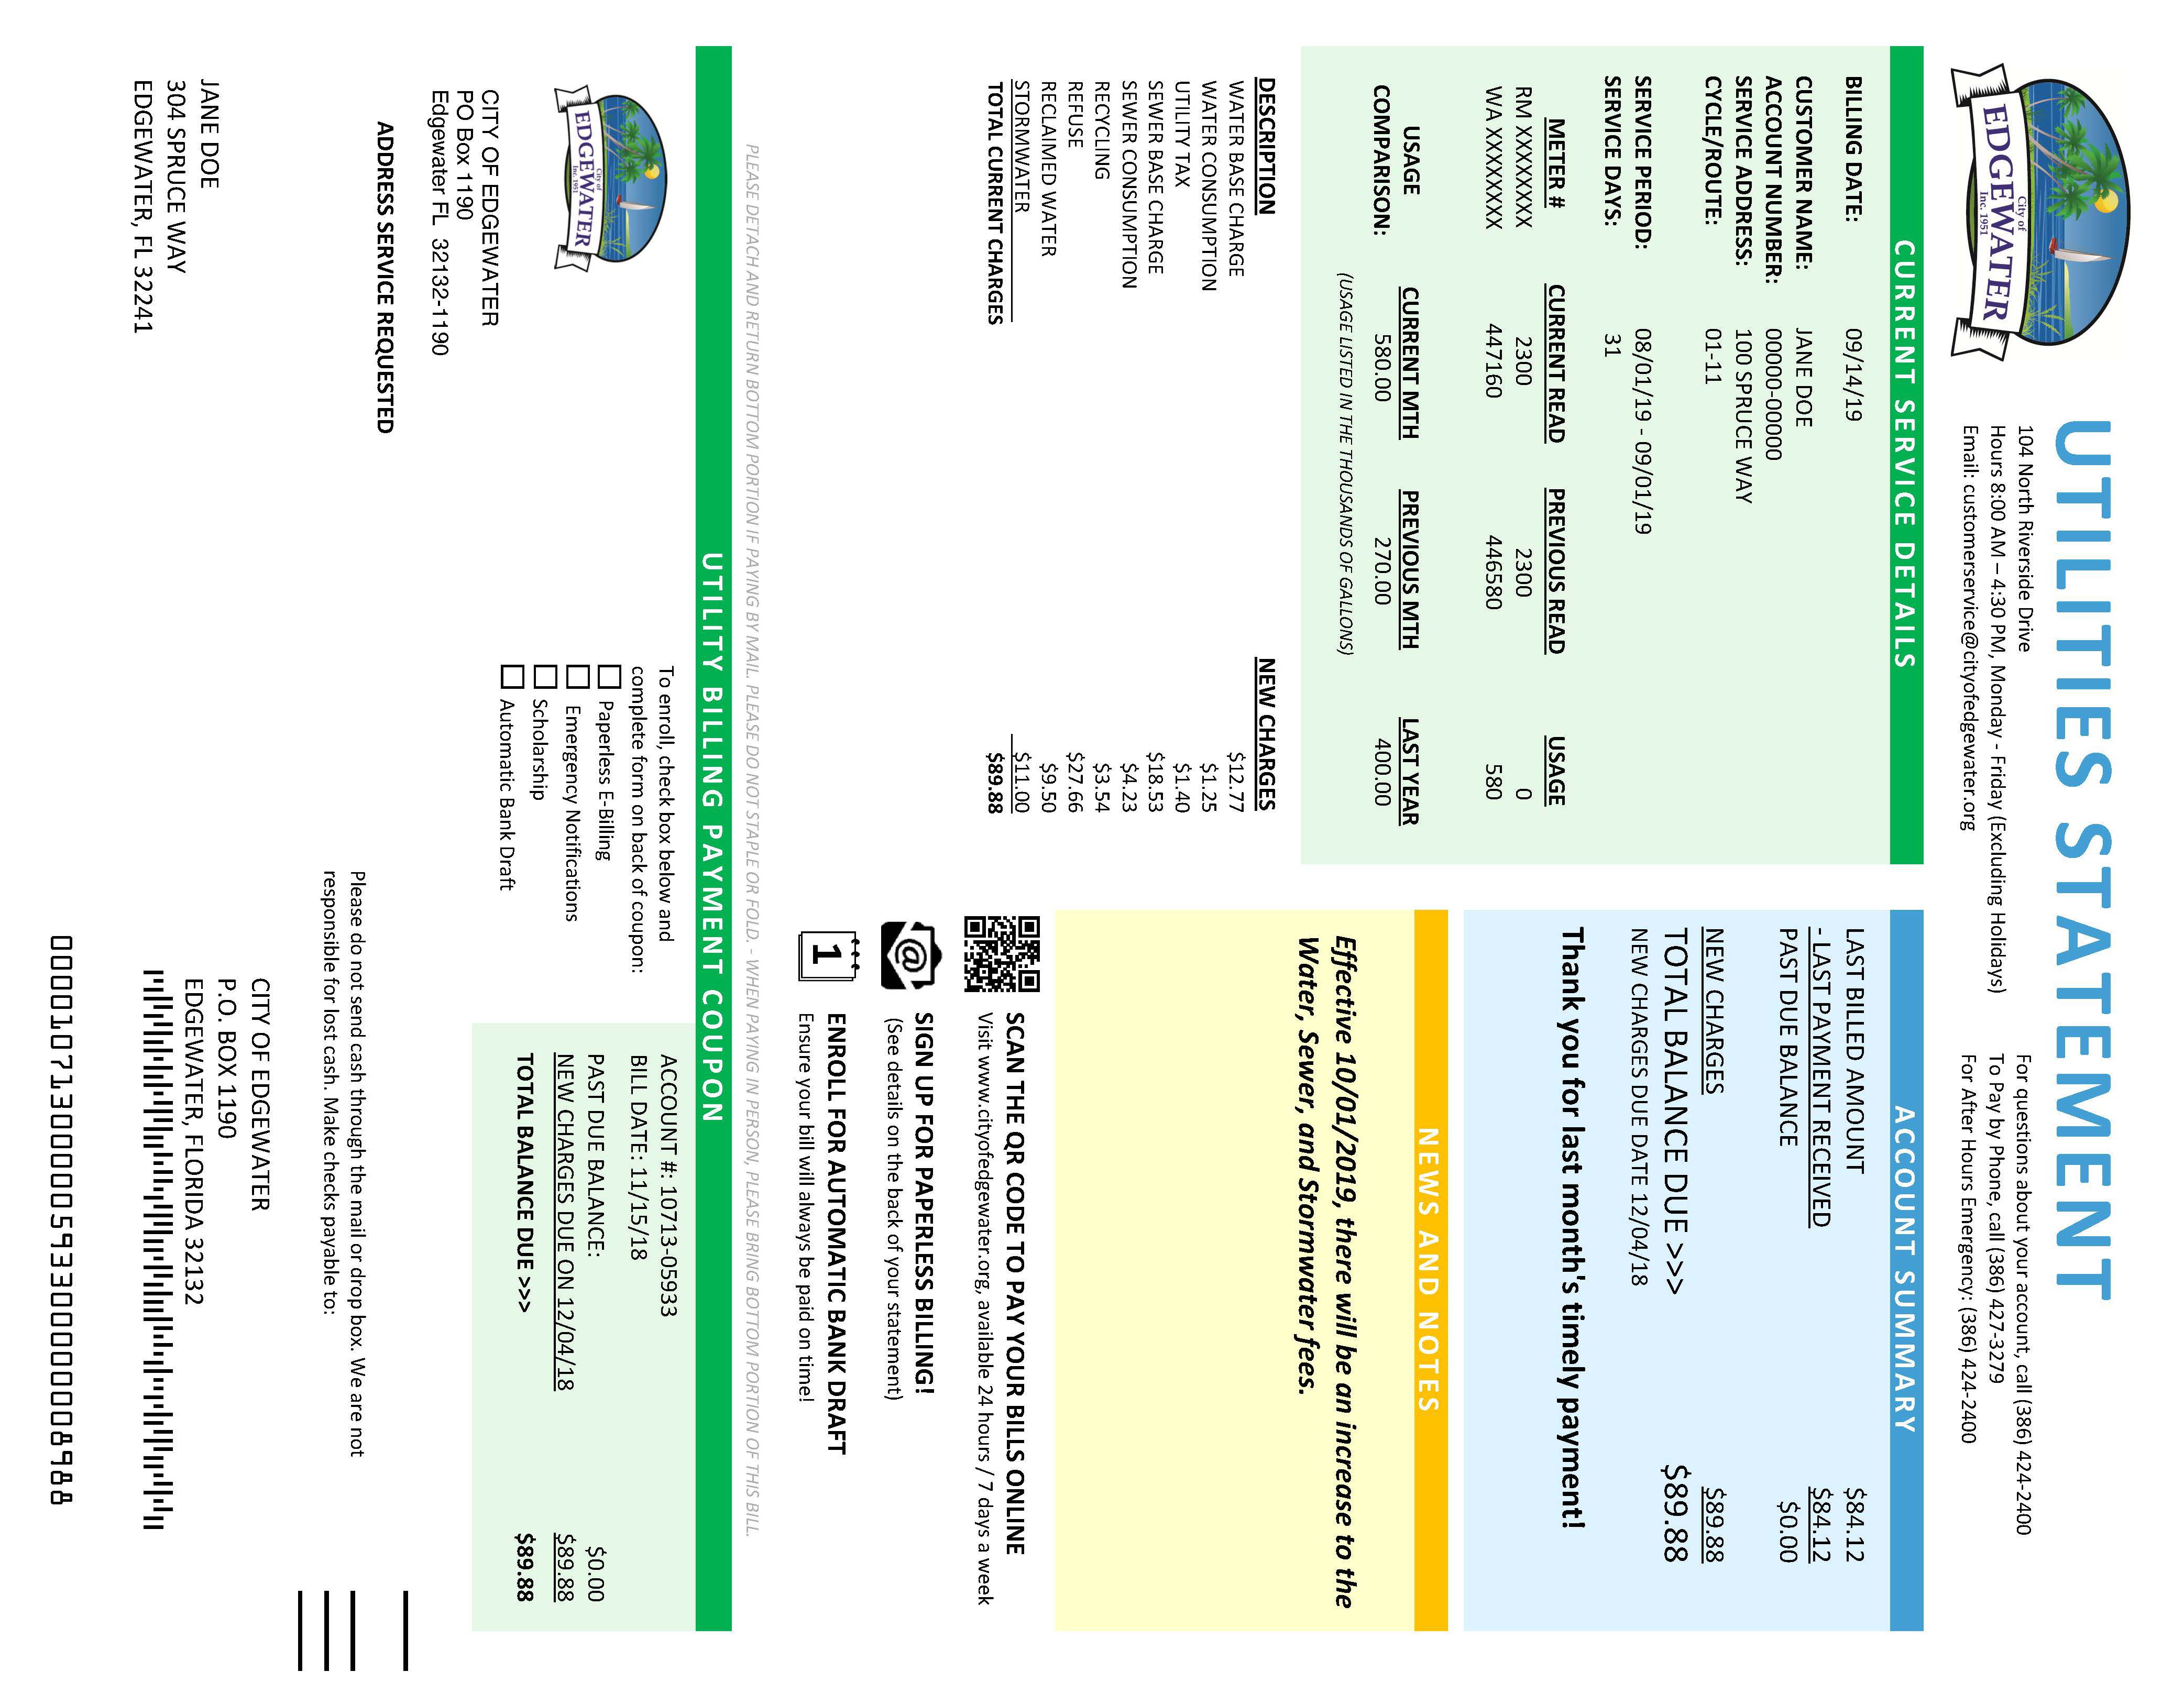 City of
EDGEWATER
Inc. 1951
UTILITIES STATEMENT
104 North Riverside Drive
Hours 8:00 AM – 4:30 PM, Monday - Friday (Excluding Holidays)
Email: customerservice@cityofedgewater.org
For questions about your account, call (386) 424-2400
To Pay by Phone, call (386) 427-3279
For After Hours Emergency: (386) 424-2400
CURRENT SERVICE DETAILS
BILLING DATE: 09/14/19
CUSTOMER NAME: JANE DOE
ACCOUNT NUMBER: 00000-00000
SERVICE ADDRESS: 100 SPRUCE WAY
CYCLE/ROUTE: 01-11
SERVICE PERIOD: 08/01/19 - 09/01/19
SERVICE DAYS: 31
METER # CURRENT READ PREVIOUS READ USAGE
RM XXXXXXXX 2300 2300 0
WA XXXXXXXX 447160 446580 580
USAGE CURRENT MTH PREVIOUS MTH LAST YEAR
COMPARISON: 580.00 270.00 400.00
(USAGE LISTED IN THE THOUSANDS OF GALLONS)
DESCRIPTION NEW CHARGES
WATER BASE CHARGE $12.77
WATER CONSUMPTION $1.25
UTILITY TAX $1.40
SEWER BASE CHARGE $18.53
SEWER CONSUMPTION $4.23
RECYCLING $3.54
REFUSE $27.66
RECLAIMED WATER $9.50
STORMWATER $11.00
TOTAL CURRENT CHARGES $89.88
ACCOUNT SUMMARY
LAST BILLED AMOUNT $84.12
- LAST PAYMENT RECEIVED $84.12
PAST DUE BALANCE $0.00
NEW CHARGES $89.88
TOTAL BALANCE DUE >>> $89.88
NEW CHARGES DUE DATE 12/04/18
Thank you for last month's timely payment!
NEWS AND NOTES
Effective 10/01/2019, there will be an increase to the
Water, Sewer, and Stormwater fees.
SCAN THE QR CODE TO PAY YOUR BILLS ONLINE
Visit www.cityofedgewater.org, available 24 hours / 7 days a week
SIGN UP FOR PAPERLESS BILLING!
(See details on the back of your statement)
1
ENROLL FOR AUTOMATIC BANK DRAFT
Ensure your bill will always be paid on time!
PLEASE DETACH AND RETURN BOTTOM PORTION IF PAYING BY MAIL. PLEASE DO NOT STAPLE OR FOLD. - WHEN PAYING IN PERSON, PLEASE BRING BOTTOM PORTION OF THIS BILL.
UTILITY BILLING PAYMENT COUPON
City of
EDGEWATER
Inc. 1951
CITY OF EDGEWATER
PO Box 1190
Edgewater FL 32132-1190
ADDRESS SERVICE REQUESTED
To enroll, check box below and
complete form on back of coupon:
Paperless E-Billing
Emergency Notifications
Scholarship
Automatic Bank Draft
ACCOUNT #: 10713-05933
BILL DATE: 11/15/18
PAST DUE BALANCE: $0.00
NEW CHARGES DUE ON 12/04/18 $89.88
TOTAL BALANCE DUE >>> $89.88
Please do not send cash through the mail or drop box. We are not
responsible for lost cash. Make checks payable to:
JANE DOE
304 SPRUCE WAY
EDGEWATER, FL 32241
CITY OF EDGEWATER
P.O. BOX 1190
EDGEWATER, FLORIDA 32132